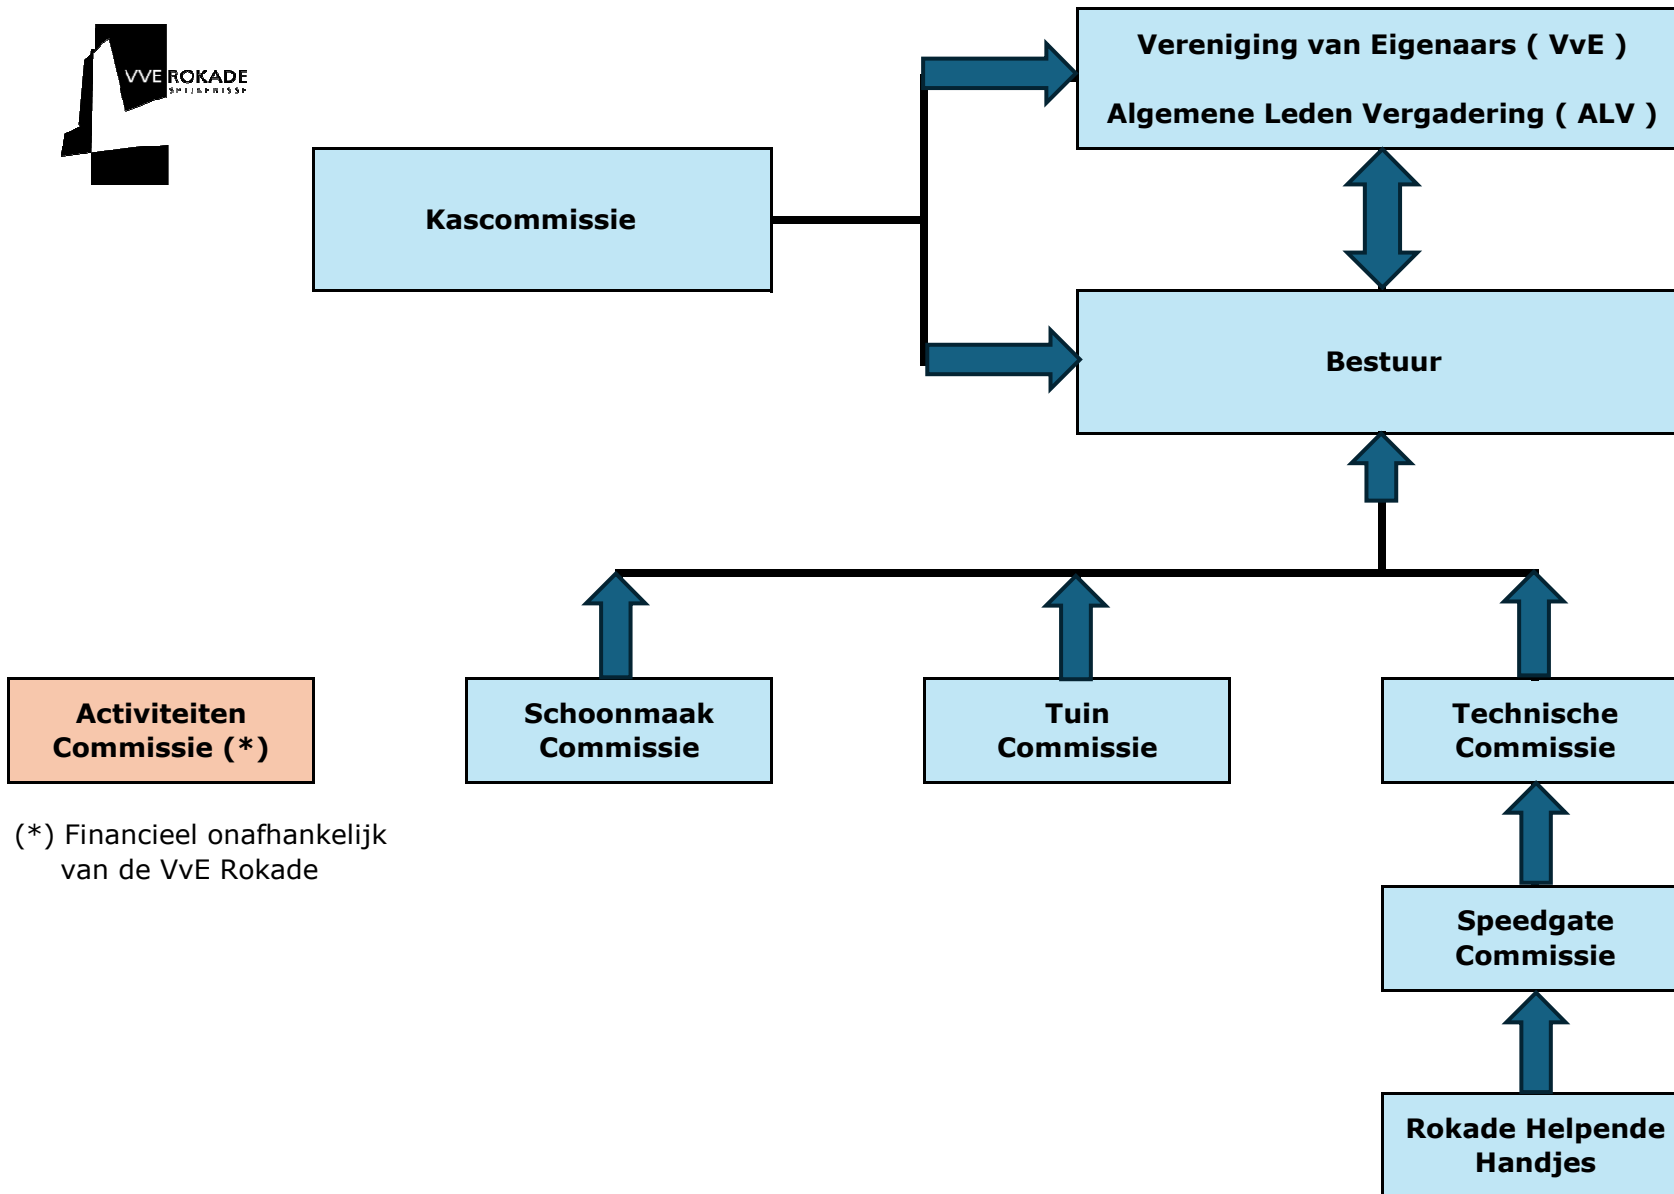 VVE ROKADE
SPIJKENISSE
Vereniging van Eigenaars ( VvE )
Algemene Leden Vergadering ( ALV )
Kascommissie
Bestuur
Activiteiten
Commissie (*)
Schoonmaak
Commissie
Tuin
Commissie
Technische
Commissie
(*) Financieel onafhankelijk
van de VvE Rokade
Speedgate
Commissie
Rokade Helpende
Handjes